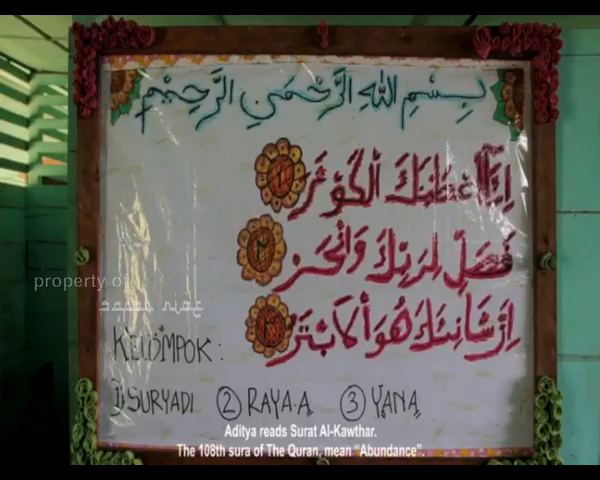 بِسْمِ اللهِ الرَّحْمَنِ الرَّحِيْمِ
اِنَّآ اَعْطَيْنٰكَ الْكَوْثَرَ
فَصَلِّ لِرَبِّكَ وَانْحَرْ
اِنَّ شَانِئَكَ هُوَ الْاَبْتَرُ
property of
KELOMPOK :
1) SURYADI ② RAYA.A ③ YANA
Aditya reads Surat Al-Kawthar.
The 108th sura of The Quran, mean “Abundance”.